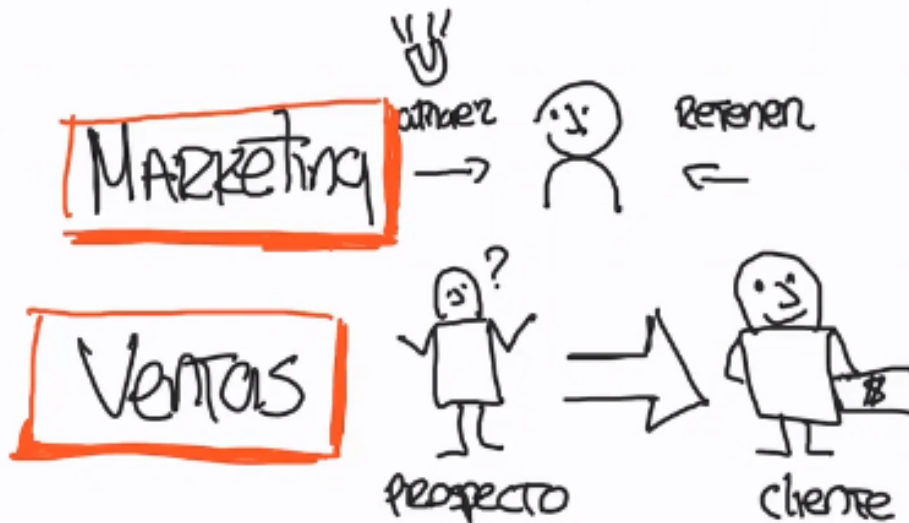 atraer
Retener
Marketing
?
Ventas
$
Prospecto
Cliente